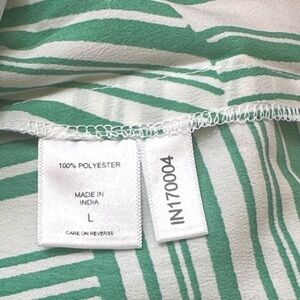 100% POLYESTER
MADE IN
INDIA
L
CARE ON REVERSE
IN170004